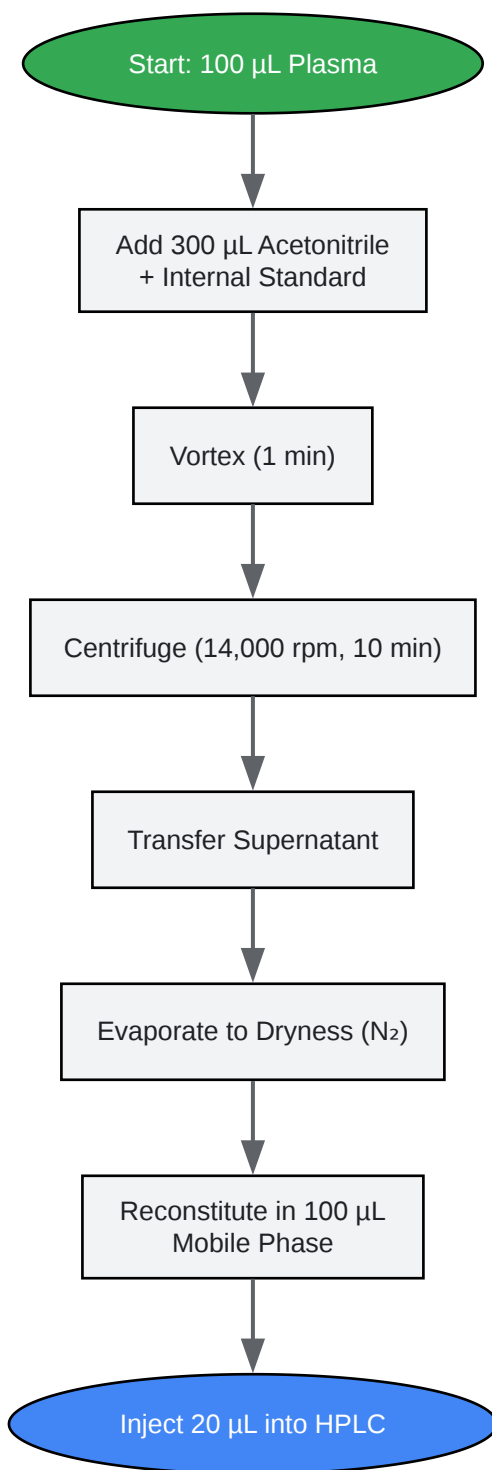 Start: 100 µL Plasma
Add 300 µL Acetonitrile
+ Internal Standard
Vortex (1 min)
Centrifuge (14,000 rpm, 10 min)
Transfer Supernatant
Evaporate to Dryness (N₂)
Reconstitute in 100 µL
Mobile Phase
Inject 20 µL into HPLC